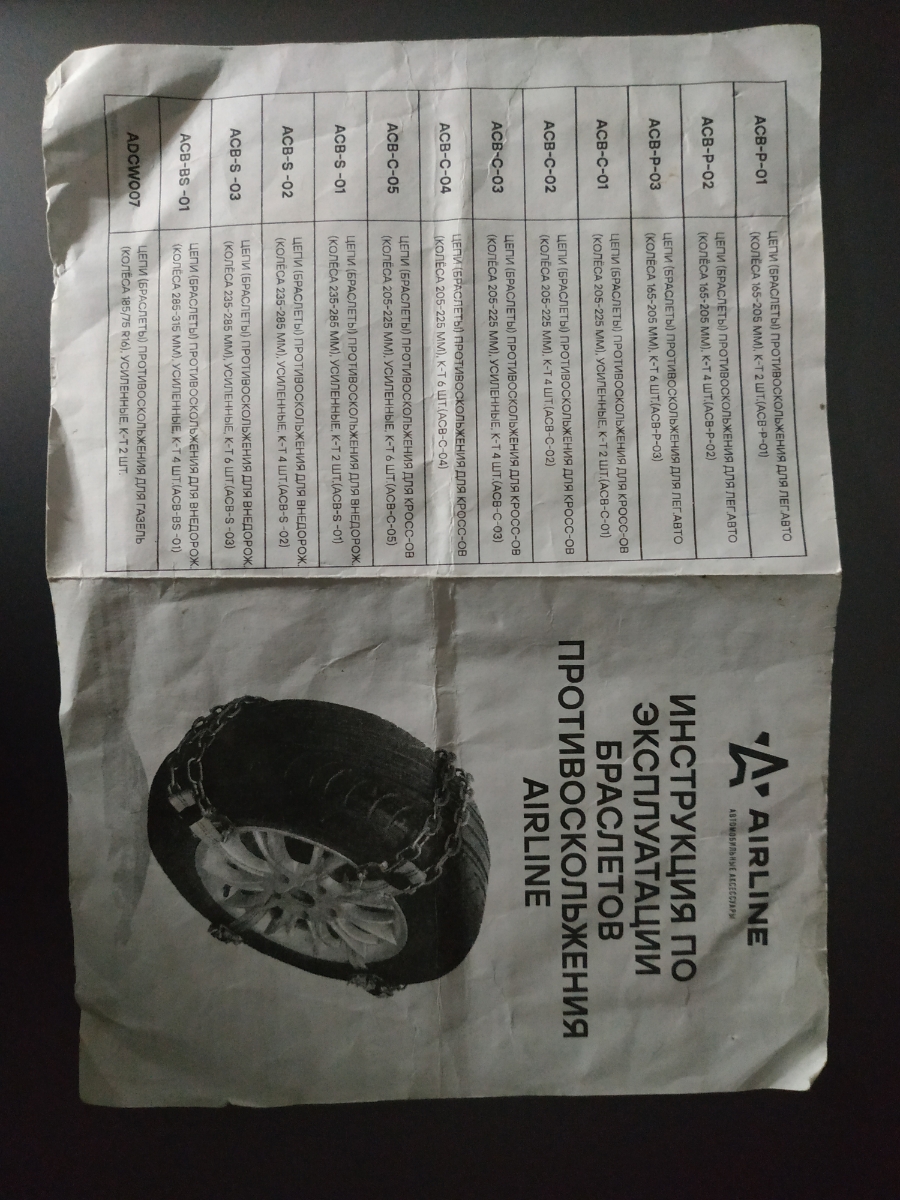 ACB-P-01
ЦЕПИ (БРАСЛЕТЫ) ПРОТИВОСКОЛЬЖЕНИЯ ДЛЯ ЛЕГ.АВТО
(КОЛЁСА 165-205 ММ), К-Т 2 ШТ.(ACB-P-01)
ACB-P-02
ЦЕПИ (БРАСЛЕТЫ) ПРОТИВОСКОЛЬЖЕНИЯ ДЛЯ ЛЕГ.АВТО
(КОЛЁСА 165-205 ММ), К-Т 4 ШТ.(ACB-P-02)
ACB-P-03
ЦЕПИ (БРАСЛЕТЫ) ПРОТИВОСКОЛЬЖЕНИЯ ДЛЯ ЛЕГ.АВТО
(КОЛЁСА 165-205 ММ), К-Т 6 ШТ.(ACB-P-03)
ACB-C-01
ЦЕПИ (БРАСЛЕТЫ) ПРОТИВОСКОЛЬЖЕНИЯ ДЛЯ КРОСС-ОВ
(КОЛЁСА 205-225 ММ), УСИЛЕННЫЕ, К-Т 2 ШТ.(ACB-C-01)
ACB-C-02
ЦЕПИ (БРАСЛЕТЫ) ПРОТИВОСКОЛЬЖЕНИЯ ДЛЯ КРОСС-ОВ
(КОЛЁСА 205-225 ММ), К-Т 4 ШТ.(ACB-C-02)
ACB-C-03
ЦЕПИ (БРАСЛЕТЫ) ПРОТИВОСКОЛЬЖЕНИЯ ДЛЯ КРОСС-ОВ
(КОЛЁСА 205-225 ММ), УСИЛЕННЫЕ, К-Т 4 ШТ.(ACB-C-03)
ACB-C-04
ЦЕПИ (БРАСЛЕТЫ) ПРОТИВОСКОЛЬЖЕНИЯ ДЛЯ КРОСС-ОВ
(КОЛЁСА 205-225 ММ), К-Т 6 ШТ.(ACB-C-04)
ACB-C-05
ЦЕПИ (БРАСЛЕТЫ) ПРОТИВОСКОЛЬЖЕНИЯ ДЛЯ КРОСС-ОВ
(КОЛЁСА 205-225 ММ), УСИЛЕННЫЕ, К-Т 6 ШТ.(ACB-C-05)
ACB-S -01
ЦЕПИ (БРАСЛЕТЫ) ПРОТИВОСКОЛЬЖЕНИЯ ДЛЯ ВНЕДОРОЖ.
(КОЛЁСА 235-285 ММ), УСИЛЕННЫЕ, К-Т 2 ШТ.(ACB-S -01)
ACB-S -02
ЦЕПИ (БРАСЛЕТЫ) ПРОТИВОСКОЛЬЖЕНИЯ ДЛЯ ВНЕДОРОЖ.
(КОЛЁСА 235-285 ММ), УСИЛЕННЫЕ, К-Т 4 ШТ.(ACB-S -02)
ACB-S -03
ЦЕПИ (БРАСЛЕТЫ) ПРОТИВОСКОЛЬЖЕНИЯ ДЛЯ ВНЕДОРОЖ.
(КОЛЁСА 235-285 ММ), УСИЛЕННЫЕ, К-Т 6 ШТ.(ACB-S -03)
ACB-BS -01
ЦЕПИ (БРАСЛЕТЫ) ПРОТИВОСКОЛЬЖЕНИЯ ДЛЯ ВНЕДОРОЖ.
(КОЛЁСА 285-315 ММ), УСИЛЕННЫЕ, К-Т 4 ШТ.(ACB-BS -01)
ADCW007
ЦЕПИ (БРАСЛЕТЫ) ПРОТИВОСКОЛЬЖЕНИЯ ДЛЯ ГАЗЕЛЬ
(КОЛЁСА 185/75 R16), УСИЛЕННЫЕ, К-Т 2 ШТ.
AIRLINE
АВТОМОБИЛЬНЫЕ АКСЕССУАРЫ
ИНСТРУКЦИЯ ПО
ЭКСПЛУАТАЦИИ
БРАСЛЕТОВ
ПРОТИВОСКОЛЬЖЕНИЯ
AIRLINE